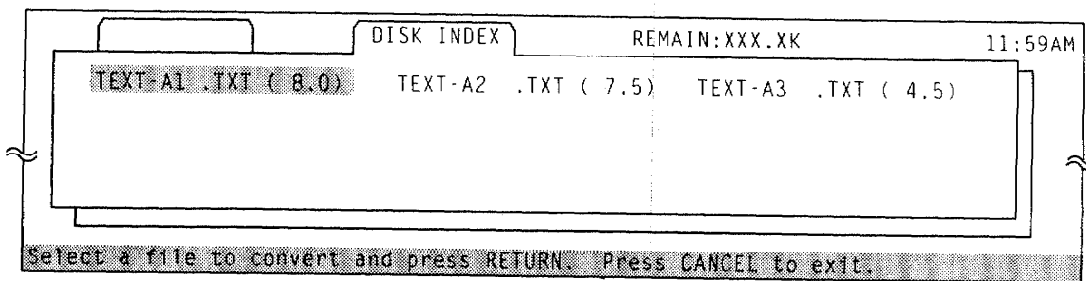 DISK INDEX REMAIN:XXX.XK 11:59AM
TEXT-A1 .TXT ( 8.0) TEXT-A2 .TXT ( 7.5) TEXT-A3 .TXT ( 4.5)
Select a file to convert and press RETURN. Press CANCEL to exit.